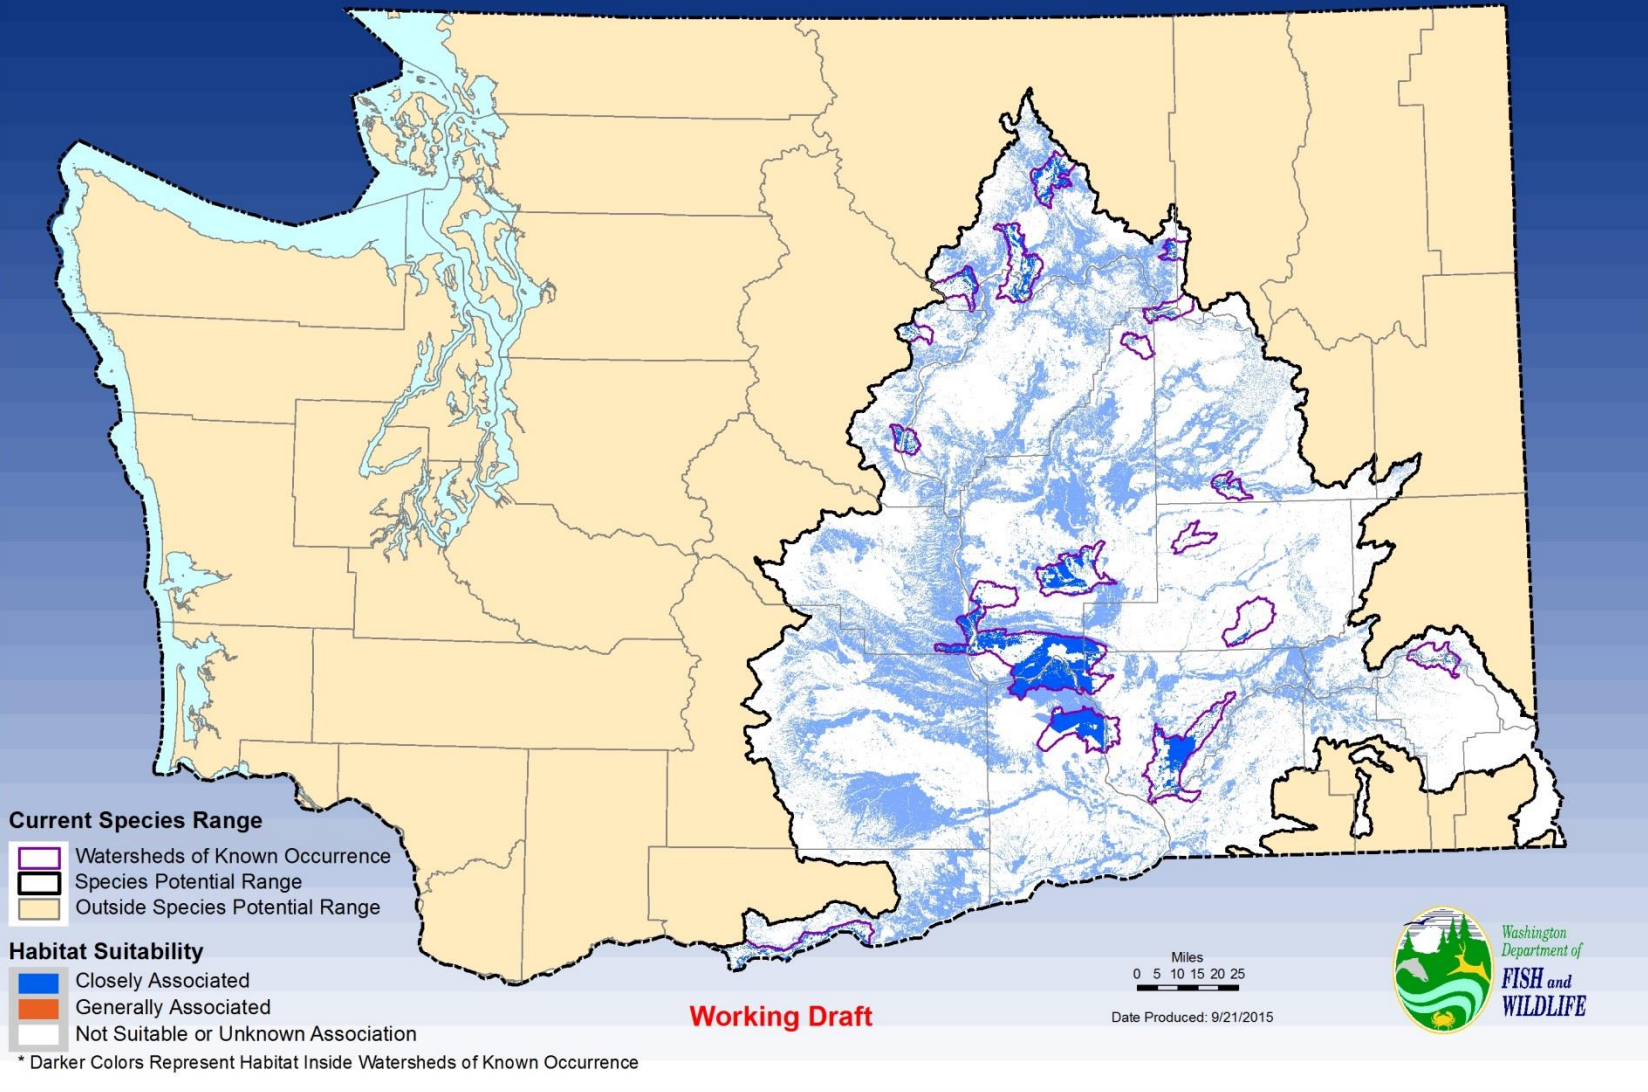 Current Species Range
Watersheds of Known Occurrence
Species Potential Range
Outside Species Potential Range
Habitat Suitability
Closely Associated
Generally Associated
Not Suitable or Unknown Association
* Darker Colors Represent Habitat Inside Watersheds of Known Occurrence
Working Draft
Miles
0 5 10 15 20 25
Date Produced: 9/21/2015
Washington
Department of
FISH and
WILDLIFE